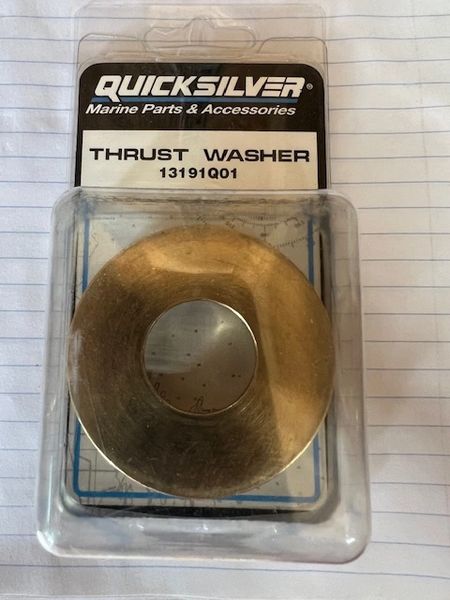 QUICKSILVER®
Marine Parts & Accessories
THRUST WASHER
13191Q01